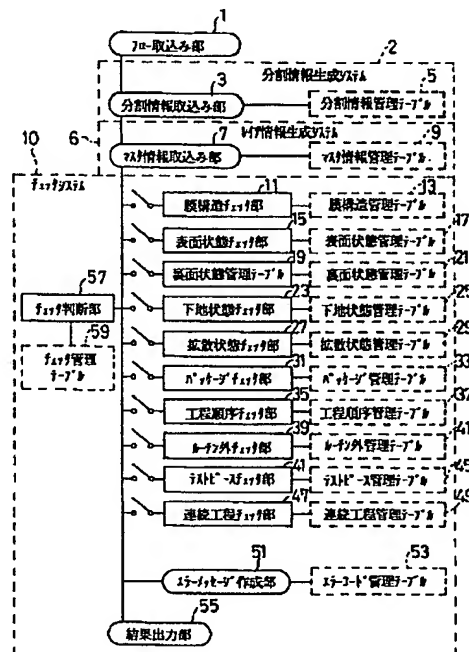 1
フロー取込み部
2
分割情報生成システム
3
5
分割情報取込み部
分割情報管理テーブル
6
レイア情報生成システム
7
9
マスタ情報取込み部
マスタ情報管理テーブル
10
チェックシステム
11
13
膜構造チェック部
膜構造管理テーブル
15
17
表面状態チェック部
表面状態管理テーブル
19
21
裏面状態管理テーブル
裏面状態管理テーブル
23
25
下地状態チェック部
下地状態管理テーブル
27
29
拡散状態チェック部
拡散状態管理テーブル
31
33
パッケージチェック部
パッケージ管理テーブル
35
37
工程順序チェック部
工程順序管理テーブル
39
41
ルーチン外チェック部
ルーチン外管理テーブル
41
45
テストピースチェック部
テストピース管理テーブル
47
49
連続工程チェック部
連続工程管理テーブル
57
チェック判断部
59
チェック管理
テーブル
51
53
エラーメッセージ作成部
エラーコード管理テーブル
55
結果出力部